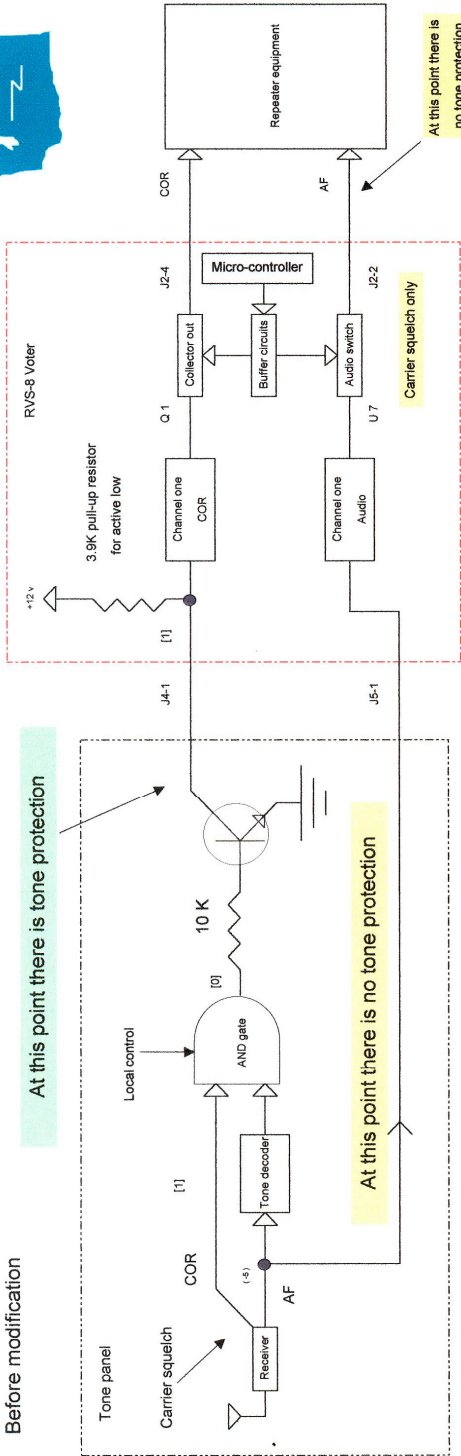 Before modification
Tone panel
Carrier squelch
COR
[1]
Receiver
AF
(-5)
Tone decoder
Local control
AND gate
[0]
10 K
At this point there is tone protection
At this point there is no tone protection
J4-1
J5-1
RVS-8 Voter
+12 v
3.9K pull-up resistor
for active low
[1]
Channel one
COR
Q 1
Collector out
J2-4
Micro-controller
Buffer circuits
Channel one
Audio
U 7
Audio switch
J2-2
Carrier squelch only
COR
AF
Repeater equipment
At this point there is
no tone protection